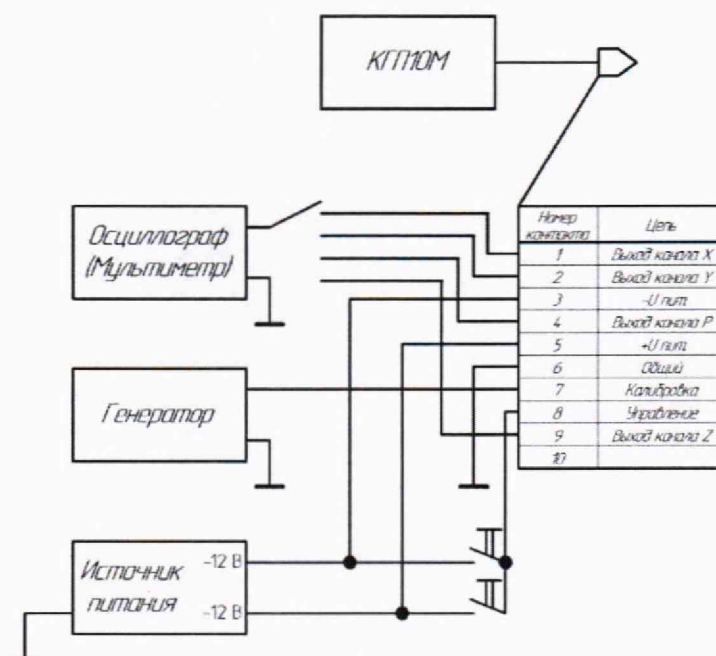 КГП10М
Осциллограф
(Мультиметр)
Генератор
Источник
питания
-12 В
-12 В
Номер
контакта
Цепь
1 Выход канала X
2 Выход канала Y
3 -U пит.
4 Выход канала P
5 +U пит.
6 Общий
7 Калибровка
8 Управление
9 Выход канала Z
10